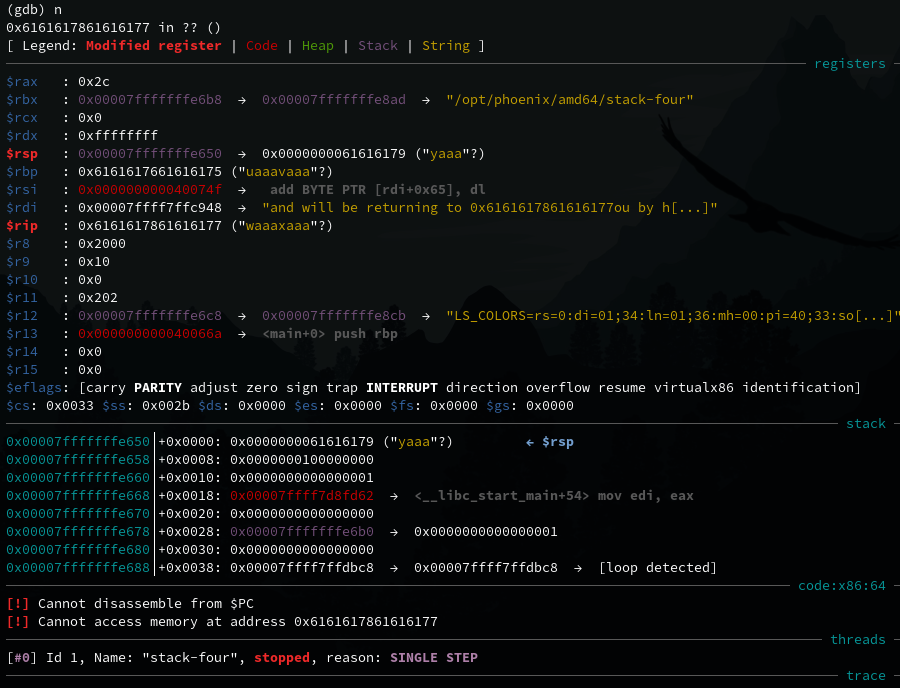 (gdb) n
0x6161617861616177 in ?? ()
[ Legend: Modified register | Code | Heap | Stack | String ]
registers
$rax   : 0x2c
$rbx   : 0x00007fffffffe6b8  →  0x00007fffffffe8ad  →  "/opt/phoenix/amd64/stack-four"
$rcx   : 0x0
$rdx   : 0xffffffff
$rsp   : 0x00007fffffffe650  →  0x0000000061616179 ("yaaa"?)
$rbp   : 0x6161617661616175 ("uaaavaaa"?)
$rsi   : 0x000000000040074f  →   add BYTE PTR [rdi+0x65], dl
$rdi   : 0x00007ffff7ffc948  →  "and will be returning to 0x6161617861616177ou by h[...]"
$rip   : 0x6161617861616177 ("waaaxaaa"?)
$r8    : 0x2000
$r9    : 0x10
$r10   : 0x0
$r11   : 0x202
$r12   : 0x00007fffffffe6c8  →  0x00007fffffffe8cb  →  "LS_COLORS=rs=0:di=01;34:ln=01;36:mh=00:pi=40;33:so[...]"
$r13   : 0x000000000040066a  →  <main+0> push rbp
$r14   : 0x0
$r15   : 0x0
$eflags: [carry PARITY adjust zero sign trap INTERRUPT direction overflow resume virtualx86 identification]
$cs: 0x0033 $ss: 0x002b $ds: 0x0000 $es: 0x0000 $fs: 0x0000 $gs: 0x0000
stack
0x00007fffffffe650│+0x0000: 0x0000000061616179 ("yaaa"?)         ← $rsp
0x00007fffffffe658│+0x0008: 0x0000000100000000
0x00007fffffffe660│+0x0010: 0x0000000000000001
0x00007fffffffe668│+0x0018: 0x00007ffff7d8fd62  →  <__libc_start_main+54> mov edi, eax
0x00007fffffffe670│+0x0020: 0x0000000000000000
0x00007fffffffe678│+0x0028: 0x00007fffffffe6b0  →  0x0000000000000001
0x00007fffffffe680│+0x0030: 0x0000000000000000
0x00007fffffffe688│+0x0038: 0x00007ffff7ffdbc8  →  0x00007ffff7ffdbc8  →  [loop detected]
code:x86:64
[!] Cannot disassemble from $PC
[!] Cannot access memory at address 0x6161617861616177
threads
[#0] Id 1, Name: "stack-four", stopped, reason: SINGLE STEP
trace